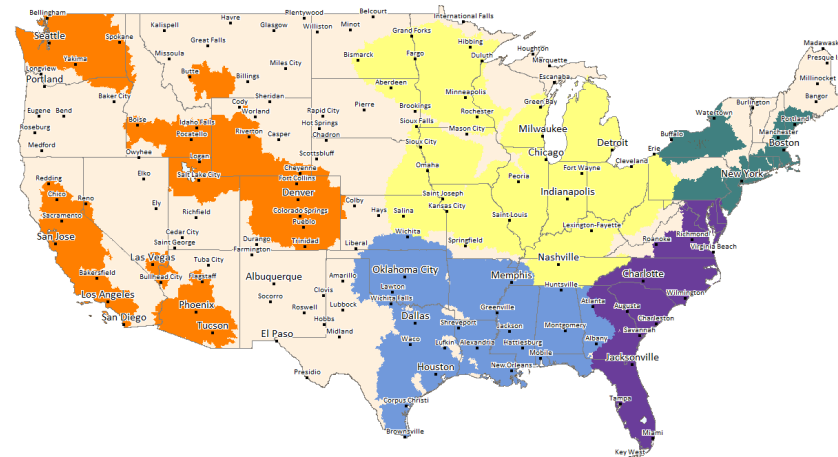 Bellingham
Seattle
Spokane
Yakima
Longview
Portland
Kalispell
Havre
Great Falls
Glasgow
Missoula
Butte
Billings
Miles City
Plentywood
Williston
Minot
Belcourt
Grand Forks
International Falls
Hibbing
Duluth
Bismarck
Fargo
Houghton
Marquette
Escanaba
Madawask
Presque I
Millinocket
Bangor
Burlington
Watertown
Portland
Manchester
Boston
Buffalo
Erie
New York
Eugene
Bend
Baker City
Roseburg
Medford
Boise
Idaho Falls
Pocatello
Owyhee
Logan
Salt Lake City
Cody
Worland
Sheridan
Riverton
Casper
Rapid City
Hot Springs
Chadron
Scottsbluff
Pierre
Aberdeen
Brookings
Sioux Falls
Minneapolis
Rochester
Mason City
Sioux City
Omaha
Green Bay
Milwaukee
Chicago
Detroit
Cleveland
Fort Wayne
Peoria
Indianapolis
Redding
Chico
Reno
Sacramento
San Jose
Elko
Ely
Richfield
Ceder City
Saint George
Las Vegas
Bakersfield
Los Angeles
San Diego
Bullhead City
Tuba City
Flagstaff
Phoenix
Tucson
Cheyenne
Fort Collins
Denver
Colorado Springs
Pueblo
Trinidad
Durango
Farmington
Albuquerque
Socorro
El Paso
Roswell
Clovis
Hobbs
Amarillo
Lubbock
Midland
Presidio
Colby
Hays
Salina
Liberal
Wichita
Saint Joseph
Kansas City
Springfield
Saint-Louis
Lexington-Fayette
Roanoke
Richmond
Virginia Beach
Oklahoma City
Lawton
Wichita Falls
Dallas
Waco
Houston
Corpus Christi
Brownsville
Memphis
Nashville
Huntsville
Greenville
Shreveport
Jackson
Lufkin
Alexandria
Hattiesburg
Montgomery
Mobile
New Orleans
Atlanta
Albany
Charlotte
Wilmington
Augusta
Charleston
Savannah
Jacksonville
Tampa
Miami
Key West